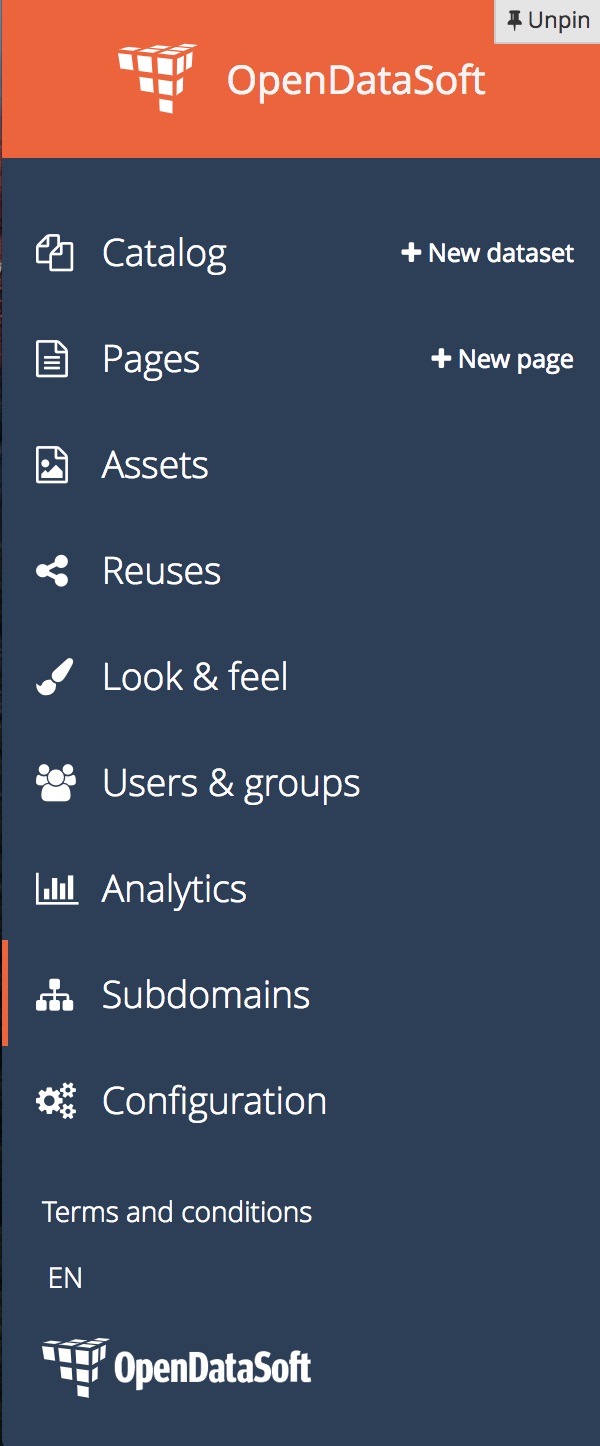 Unpin
OpenDataSoft
Catalog + New dataset
Pages + New page
Assets
Reuses
Look & feel
Users & groups
Analytics
Subdomains
Configuration
Terms and conditions
EN
OpenDataSoft